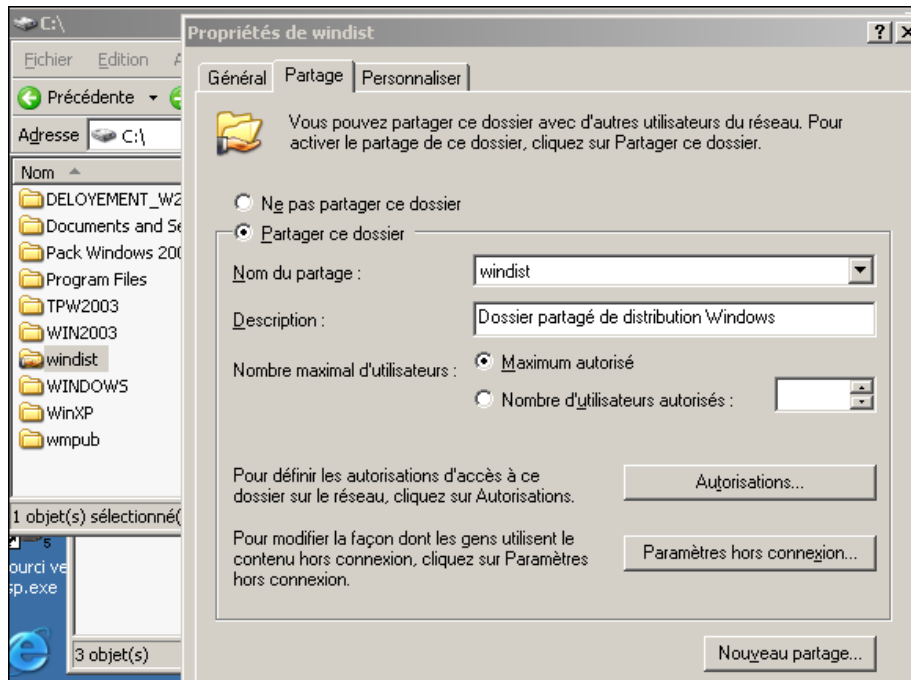 C:\
Fichier Edition
Précédente
Adresse C:\
Nom
DELOYEMENT_W2
Documents and Se
Pack Windows 200
Program Files
TPW2003
WIN2003
windist
WINDOWS
WinXP
wmpub
1 objet(s) sélectionné(
5
ourci ve
sp.exe
3 objet(s)
Propriétés de windist
Général Partage Personnaliser
Vous pouvez partager ce dossier avec d'autres utilisateurs du réseau. Pour
activer le partage de ce dossier, cliquez sur Partager ce dossier.
Ne pas partager ce dossier
Partager ce dossier
Nom du partage : windist
Description : Dossier partagé de distribution Windows
Nombre maximal d'utilisateurs : Maximum autorisé
Nombre d'utilisateurs autorisés :
Pour définir les autorisations d'accès à ce
dossier sur le réseau, cliquez sur Autorisations.
Autorisations...
Pour modifier la façon dont les gens utilisent le
contenu hors connexion, cliquez sur Paramètres
hors connexion.
Paramètres hors connexion...
Nouveau partage...